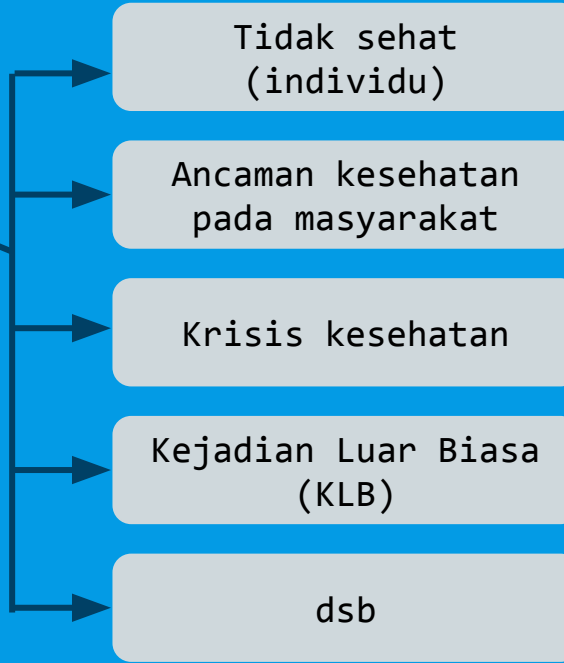 Tidak sehat
(individu)
Ancaman kesehatan
pada masyarakat
Krisis kesehatan
Kejadian Luar Biasa
(KLB)
dsb